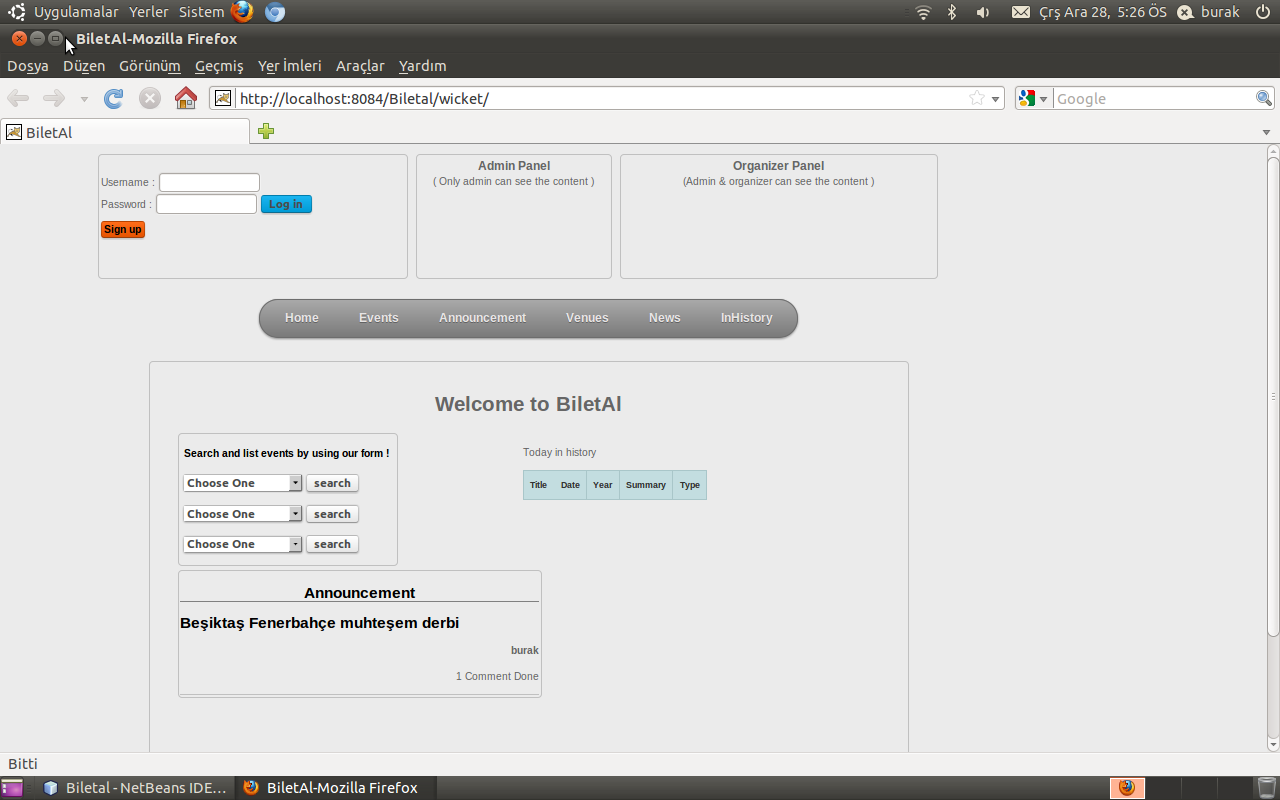 Uygulamalar Yerler Sistem Çrş Ara 28, 5:26 ÖS burak
BiletAl-Mozilla Firefox
Dosya Düzen Görünüm Geçmiş Yer İmleri Araçlar Yardım
http://localhost:8084/Biletal/wicket/ Google
BiletAl
Username :
Password : Log in
Sign up
Admin Panel
( Only admin can see the content )
Organizer Panel
(Admin & organizer can see the content )
Home Events Announcement Venues News InHistory
Welcome to BiletAl
Search and list events by using our form !
Choose One search
Choose One search
Choose One search
Today in history
Title Date Year Summary Type
Announcement
Beşiktaş Fenerbahçe muhteşem derbi
burak
1 Comment Done
Bitti
Biletal - NetBeans IDE... BiletAl-Mozilla Firefox